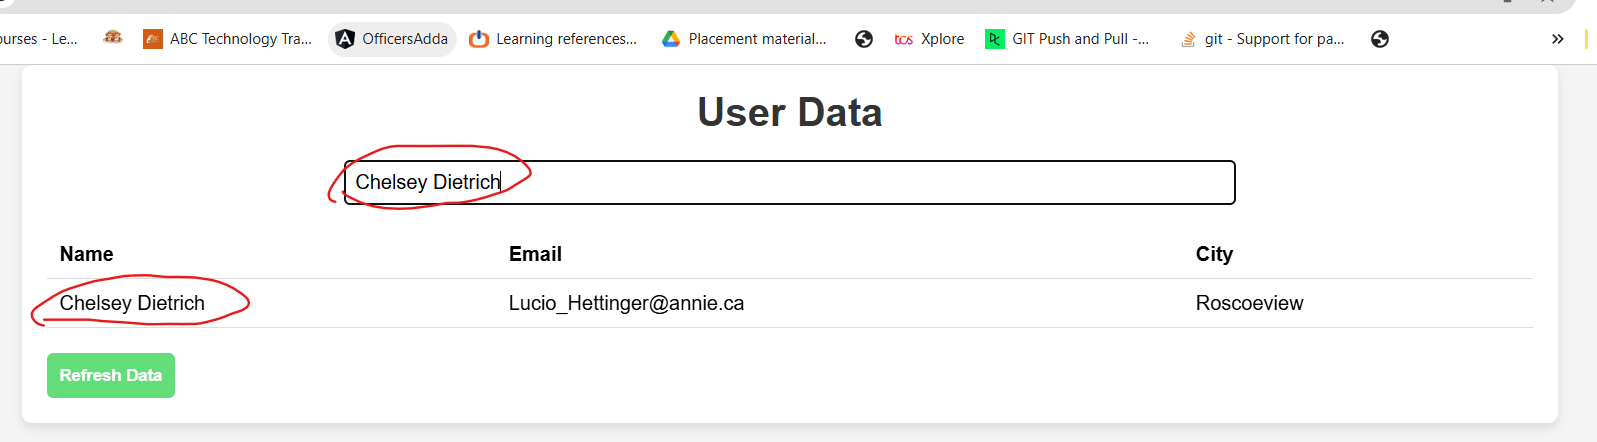 ourses - Le...
ABC Technology Tra...
OfficersAdda
Learning references...
Placement material...
tcs Xplore
GIT Push and Pull -...
git - Support for pa...
User Data
Chelsey Dietrich
Name Email City
Chelsey Dietrich Lucio_Hettinger@annie.ca Roscoeview
Refresh Data